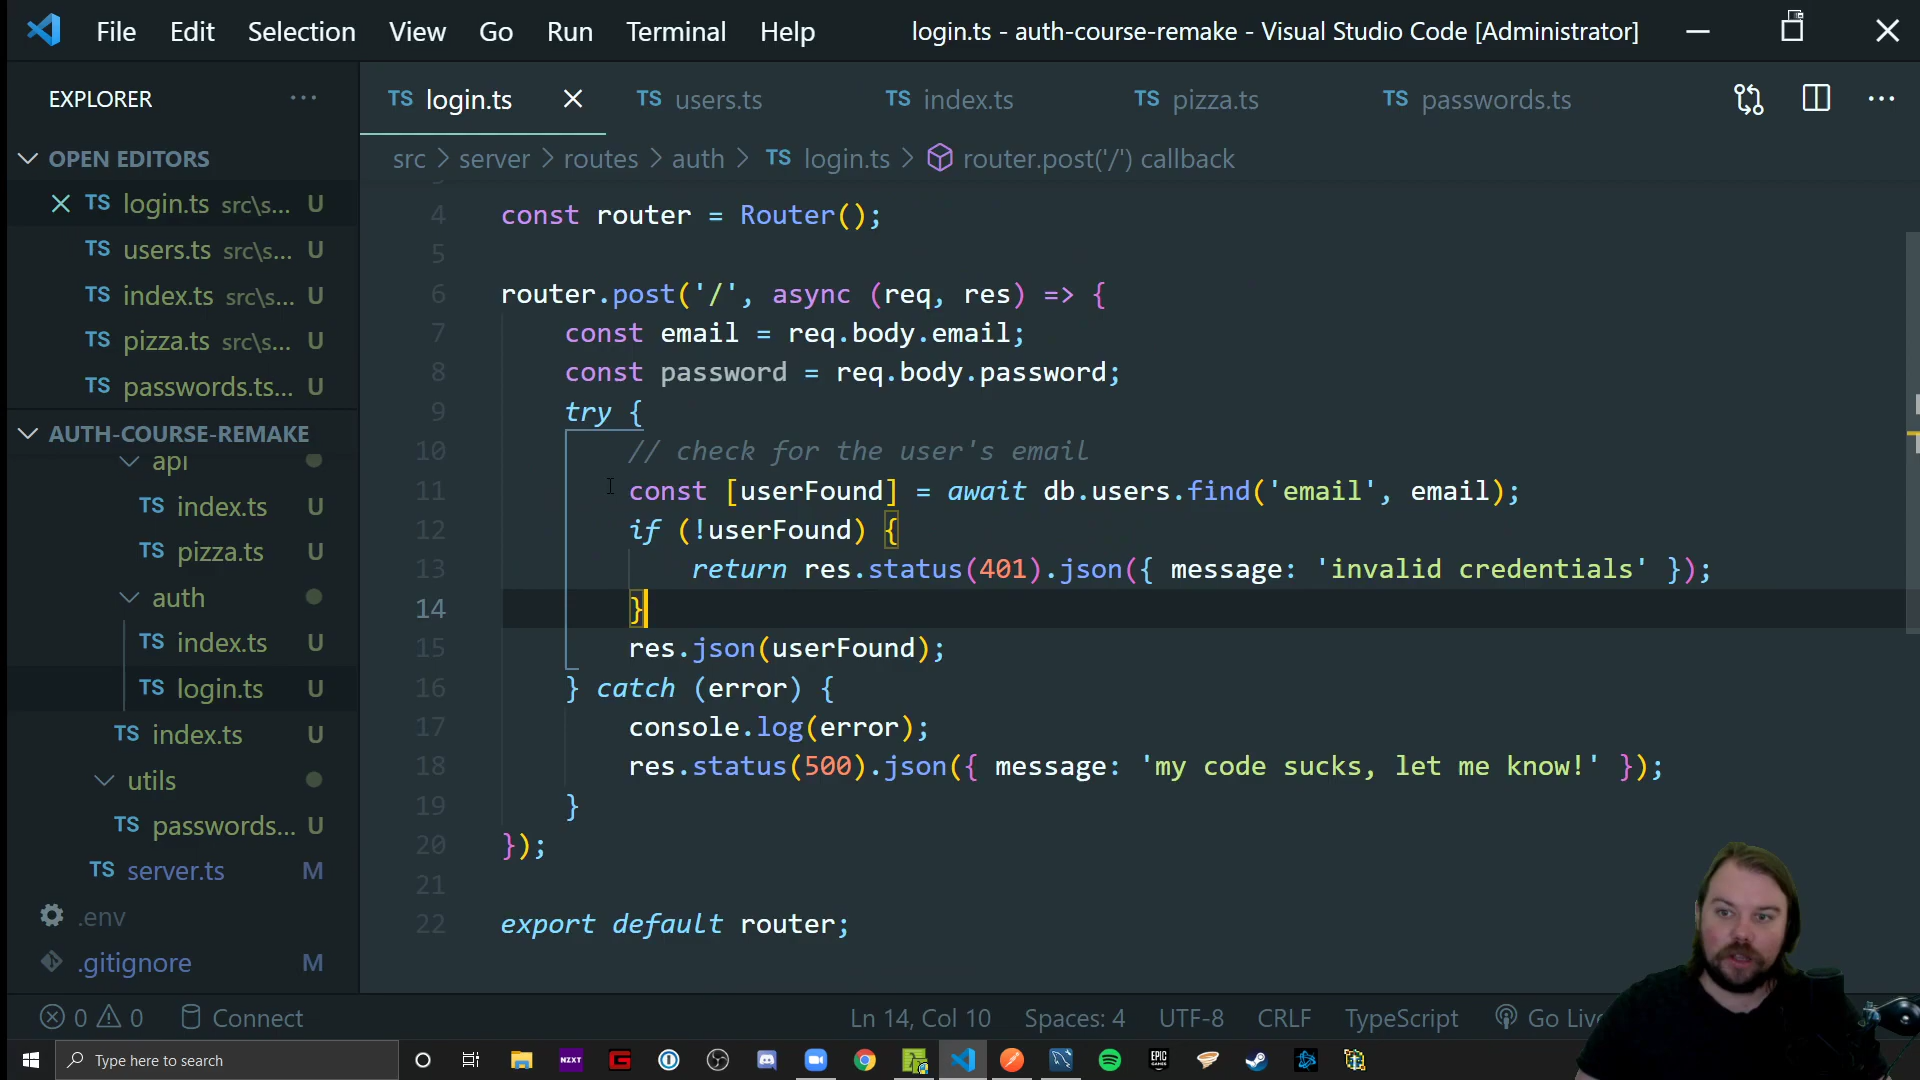 File Edit Selection View Go Run Terminal Help login.ts - auth-course-remake - Visual Studio Code [Administrator]
EXPLORER
TS login.ts
TS users.ts
TS index.ts
TS pizza.ts
TS passwords.ts
OPEN EDITORS
src > server > routes > auth > TS login.ts > router.post('/') callback
TS login.ts src\s... U
TS users.ts src\s... U
TS index.ts src\s... U
TS pizza.ts src\s... U
TS passwords.ts... U
AUTH-COURSE-REMAKE
api
TS index.ts U
TS pizza.ts U
auth
TS index.ts U
TS login.ts U
TS index.ts U
utils
TS passwords... U
TS server.ts M
.env
.gitignore M
4 const router = Router();
5
6 router.post('/', async (req, res) => {
7 const email = req.body.email;
8 const password = req.body.password;
9 try {
10 // check for the user's email
11 const [userFound] = await db.users.find('email', email);
12 if (!userFound) {
13 return res.status(401).json({ message: 'invalid credentials' });
14 }
15 res.json(userFound);
16 } catch (error) {
17 console.log(error);
18 res.status(500).json({ message: 'my code sucks, let me know!' });
19 }
20 });
21
22 export default router;
0 0 Connect Ln 14, Col 10 Spaces: 4 UTF-8 CRLF TypeScript Go Liv
Type here to search
NZXT
EPIC